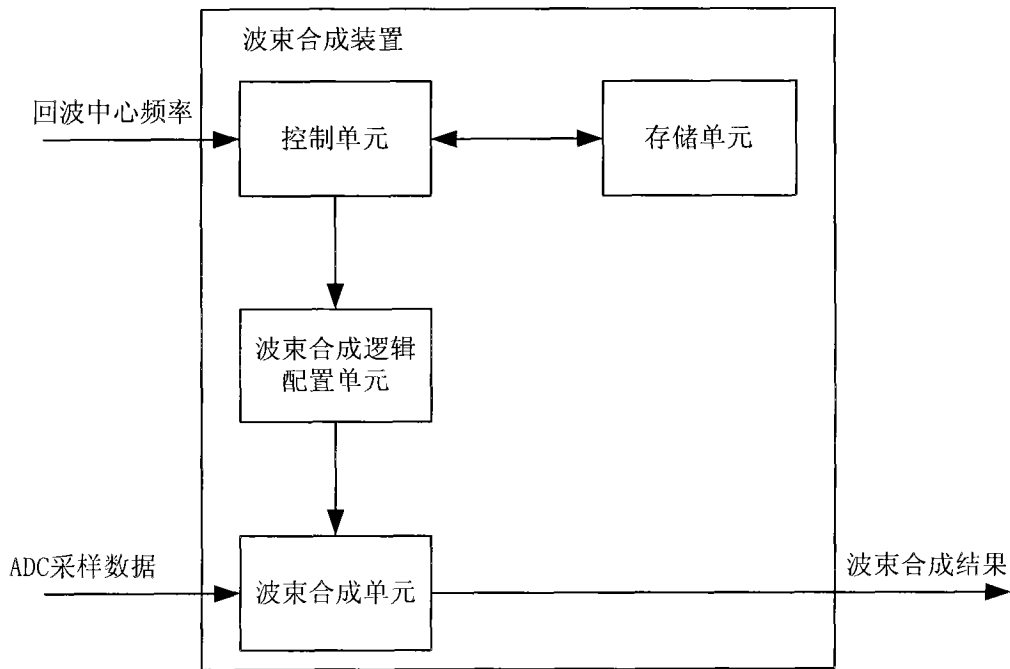 波束合成装置
回波中心频率
控制单元
存储单元
波束合成逻辑
配置单元
ADC采样数据
波束合成单元
波束合成结果